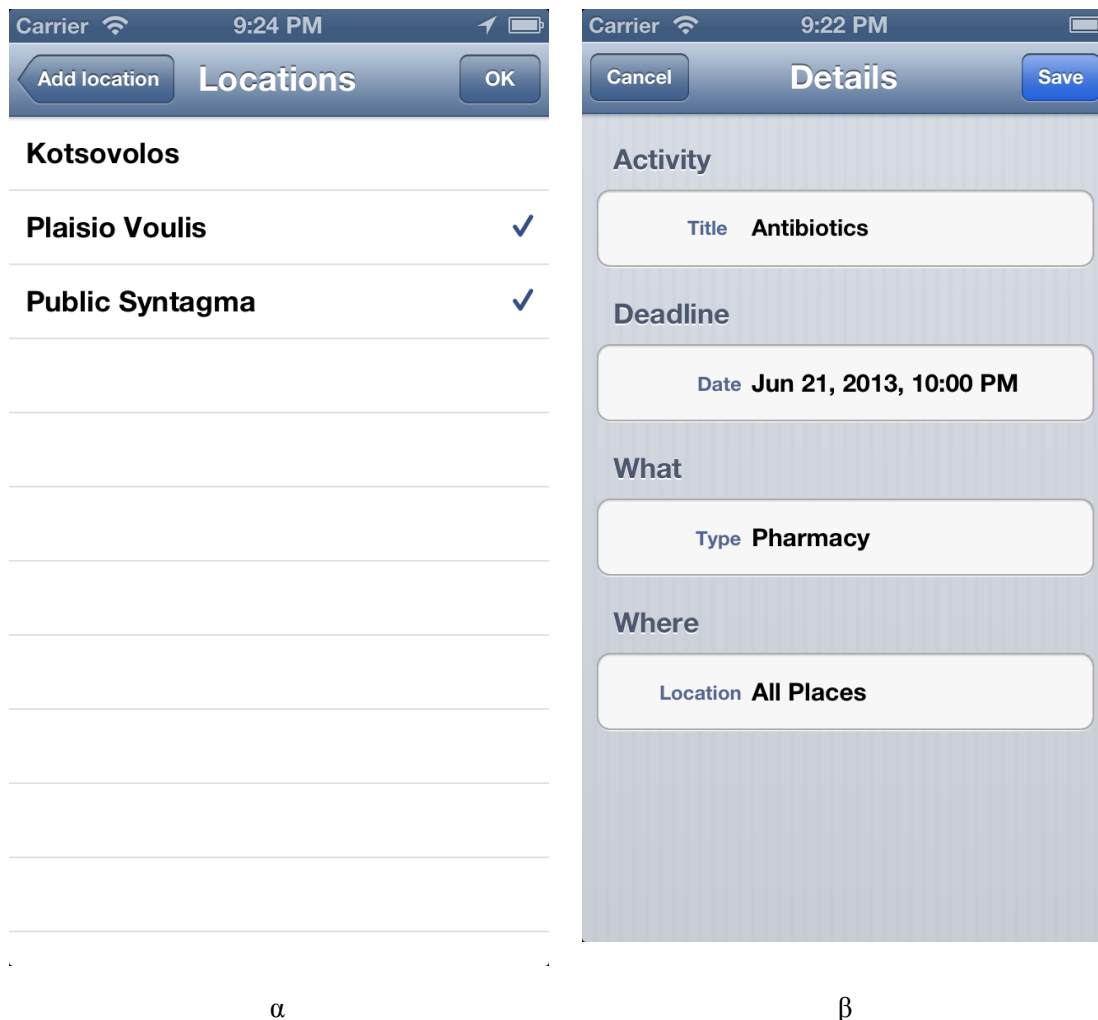 Carrier 9:24 PM
Add location Locations OK
Kotsovolos
Plaisio Voulis
Public Syntagma
α
Carrier 9:22 PM
Cancel Details Save
Activity
Title Antibiotics
Deadline
Date Jun 21, 2013, 10:00 PM
What
Type Pharmacy
Where
Location All Places
β